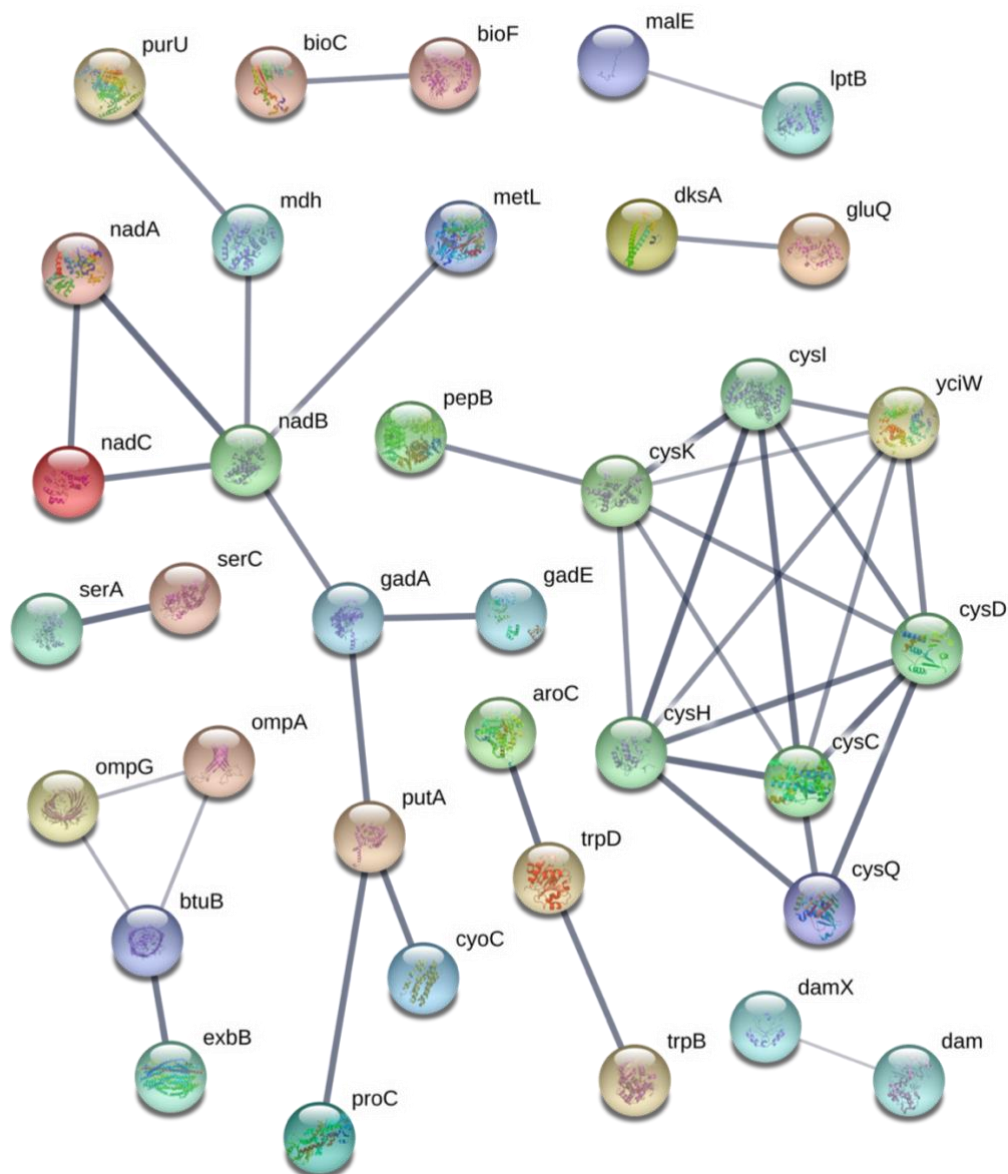 purU
bioC
bioF
malE
lptB
mdh
metL
dksA
gluQ
nadA
cysI
yciW
pepB
nadB
nadC
cysK
serC
serA
gadA
gadE
cysD
aroC
cysH
ompA
ompG
cysC
putA
trpD
cysQ
btuB
cyoC
damX
exbB
trpB
dam
proC